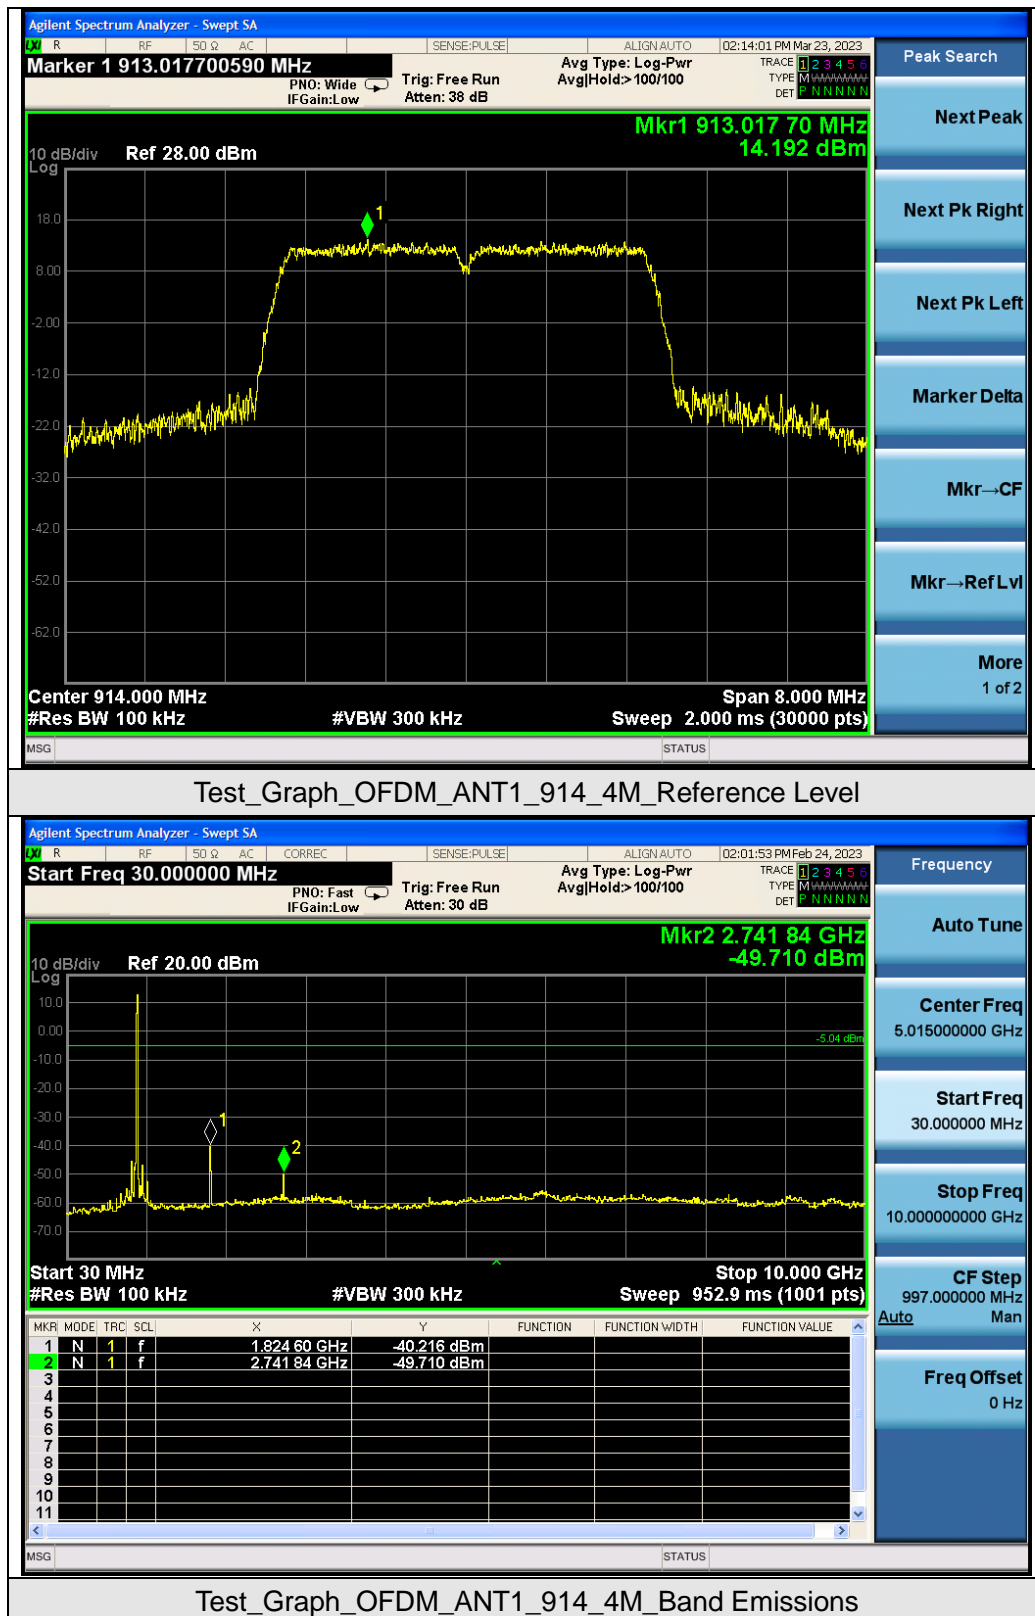 Agilent Spectrum Analyzer - Swept SA
LXI R RF 50 Ω AC SENSE:PULSE ALIGN AUTO 02:14:01 PM Mar 23, 2023
Marker 1 913.017700590 MHz
PNO: Wide
IFGain:Low
Trig: Free Run
Atten: 38 dB
Avg Type: Log-Pwr
Avg|Hold:>100/100
TRACE 1 2 3 4 5 6
TYPE M
DET P N N N N N
Mkr1 913.017 70 MHz
14.192 dBm
10 dB/div Ref 28.00 dBm
Log
18.0
8.00
-2.00
-12.0
-22.0
-32.0
-42.0
-52.0
-62.0
1
Center 914.000 MHz Span 8.000 MHz
#Res BW 100 kHz #VBW 300 kHz Sweep 2.000 ms (30000 pts)
MSG STATUS
Peak Search
Next Peak
Next Pk Right
Next Pk Left
Marker Delta
Mkr→CF
Mkr→Ref Lvl
More
1 of 2
Test_Graph_OFDM_ANT1_914_4M_Reference Level
Agilent Spectrum Analyzer - Swept SA
LXI R RF 50 Ω AC CORREC SENSE:PULSE ALIGN AUTO 02:01:53 PM Feb 24, 2023
Start Freq 30.000000 MHz
PNO: Fast
IFGain:Low
Trig: Free Run
Atten: 30 dB
Avg Type: Log-Pwr
Avg|Hold:>100/100
TRACE 1 2 3 4 5 6
TYPE M
DET P N N N N N
Mkr2 2.741 84 GHz
-49.710 dBm
10 dB/div Ref 20.00 dBm
Log
10.0
0.00
-10.0
-20.0
-30.0
-40.0
-50.0
-60.0
-70.0
-5.04 dBm
1
2
Start 30 MHz Stop 10.000 GHz
#Res BW 100 kHz #VBW 300 kHz Sweep 952.9 ms (1001 pts)
MKR MODE TRC SCL X Y FUNCTION FUNCTION WIDTH FUNCTION VALUE
1 N 1 f 1.824 60 GHz -40.216 dBm
2 N 1 f 2.741 84 GHz -49.710 dBm
3
4
5
6
7
8
9
10
11
MSG STATUS
Frequency
Auto Tune
Center Freq
5.015000000 GHz
Start Freq
30.000000 MHz
Stop Freq
10.000000000 GHz
CF Step
997.000000 MHz
Auto Man
Freq Offset
0 Hz
Test_Graph_OFDM_ANT1_914_4M_Band Emissions